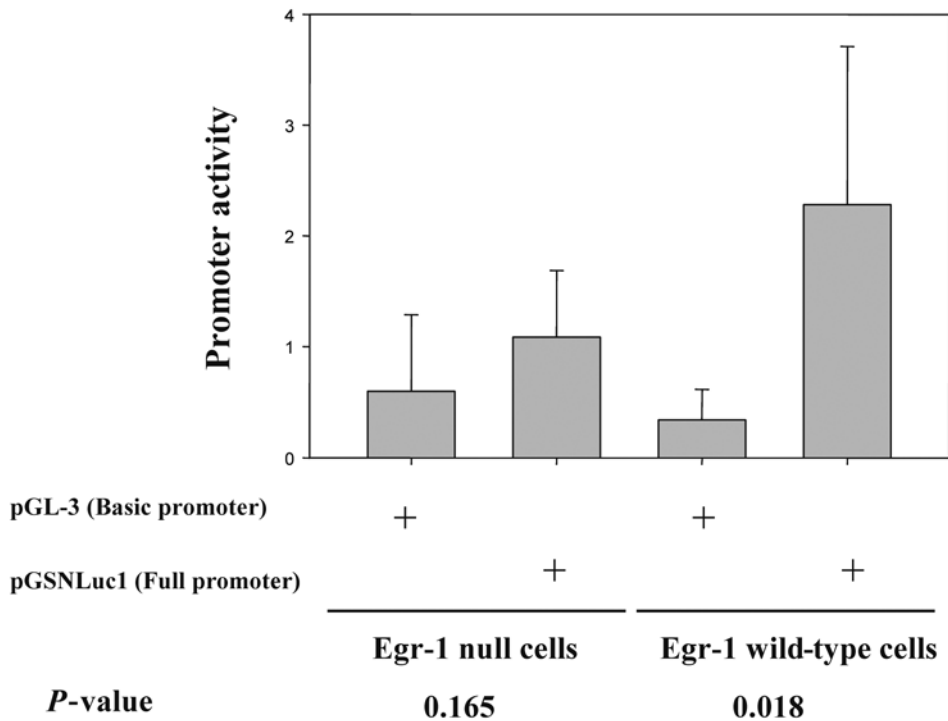 4
3
2
1
0
Promoter activity
pGL-3 (Basic promoter) + +
pGSNLuc1 (Full promoter) + +
Egr-1 null cells Egr-1 wild-type cells
P-value 0.165 0.018